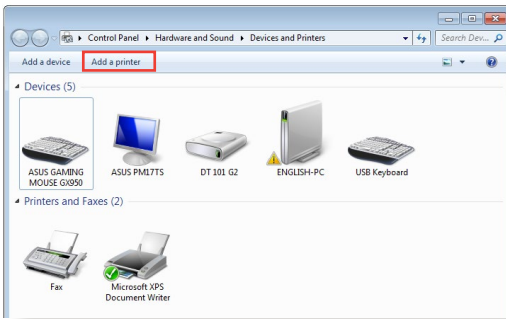 Control Panel Hardware and Sound Devices and Printers Search Dev...
Add a device Add a printer
Devices (5)
ASUS GAMING MOUSE GX950
ASUS PM17TS
DT 101 G2
ENGLISH-PC
USB Keyboard
Printers and Faxes (2)
Fax
Microsoft XPS Document Writer